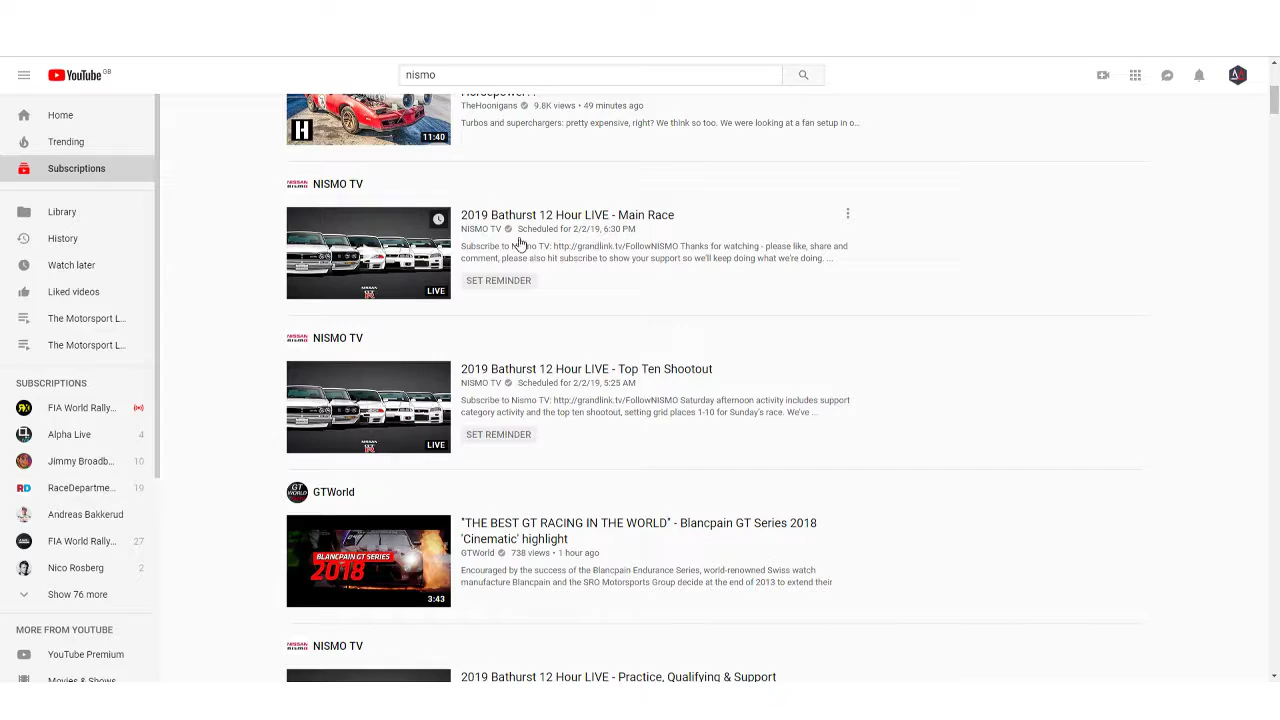 YouTube GB
nismo
Home
Trending
Subscriptions
Library
History
Watch later
Liked videos
The Motorsport L...
The Motorsport L...
SUBSCRIPTIONS
FIA World Rally...
Alpha Live 4
Jimmy Broadb... 10
RaceDepartme... 19
Andreas Bakkerud
FIA World Rally... 27
Nico Rosberg 2
Show 76 more
MORE FROM YOUTUBE
YouTube Premium
Movies & Shows
Horsepower??
TheHoonigans 9.8K views • 49 minutes ago
Turbos and superchargers: pretty expensive, right? We think so too. We were looking at a fan setup in o...
H
11:40
NISSAN nismo NISMO TV
2019 Bathurst 12 Hour LIVE - Main Race
NISMO TV Scheduled for 2/2/19, 6:30 PM
Subscribe to Nismo TV: http://grandlink.tv/FollowNISMO Thanks for watching - please like, share and
comment, please also hit subscribe to show your support so we'll keep doing what we're doing. ...
SET REMINDER
LIVE
NISSAN nismo NISMO TV
2019 Bathurst 12 Hour LIVE - Top Ten Shootout
NISMO TV Scheduled for 2/2/19, 5:25 AM
Subscribe to Nismo TV: http://grandlink.tv/FollowNISMO Saturday afternoon activity includes support
category activity and the top ten shootout, setting grid places 1-10 for Sunday's race. We've ...
SET REMINDER
LIVE
GT WORLD GTWorld
"THE BEST GT RACING IN THE WORLD" - Blancpain GT Series 2018
'Cinematic' highlight
GTWorld 738 views • 1 hour ago
Encouraged by the success of the Blancpain Endurance Series, world-renowned Swiss watch
manufacture Blancpain and the SRO Motorsports Group decide at the end of 2013 to extend their
BLANCPAIN GT SERIES
2018
3:43
NISSAN nismo NISMO TV
2019 Bathurst 12 Hour LIVE - Practice, Qualifying & Support